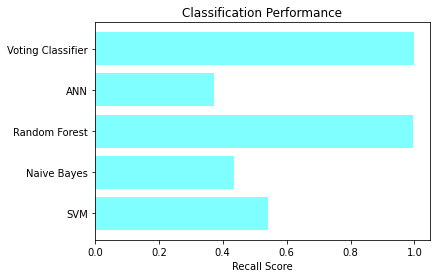 Classification Performance
Voting Classifier
ANN
Random Forest
Naive Bayes
SVM
0.0 0.2 0.4 0.6 0.8 1.0
Recall Score